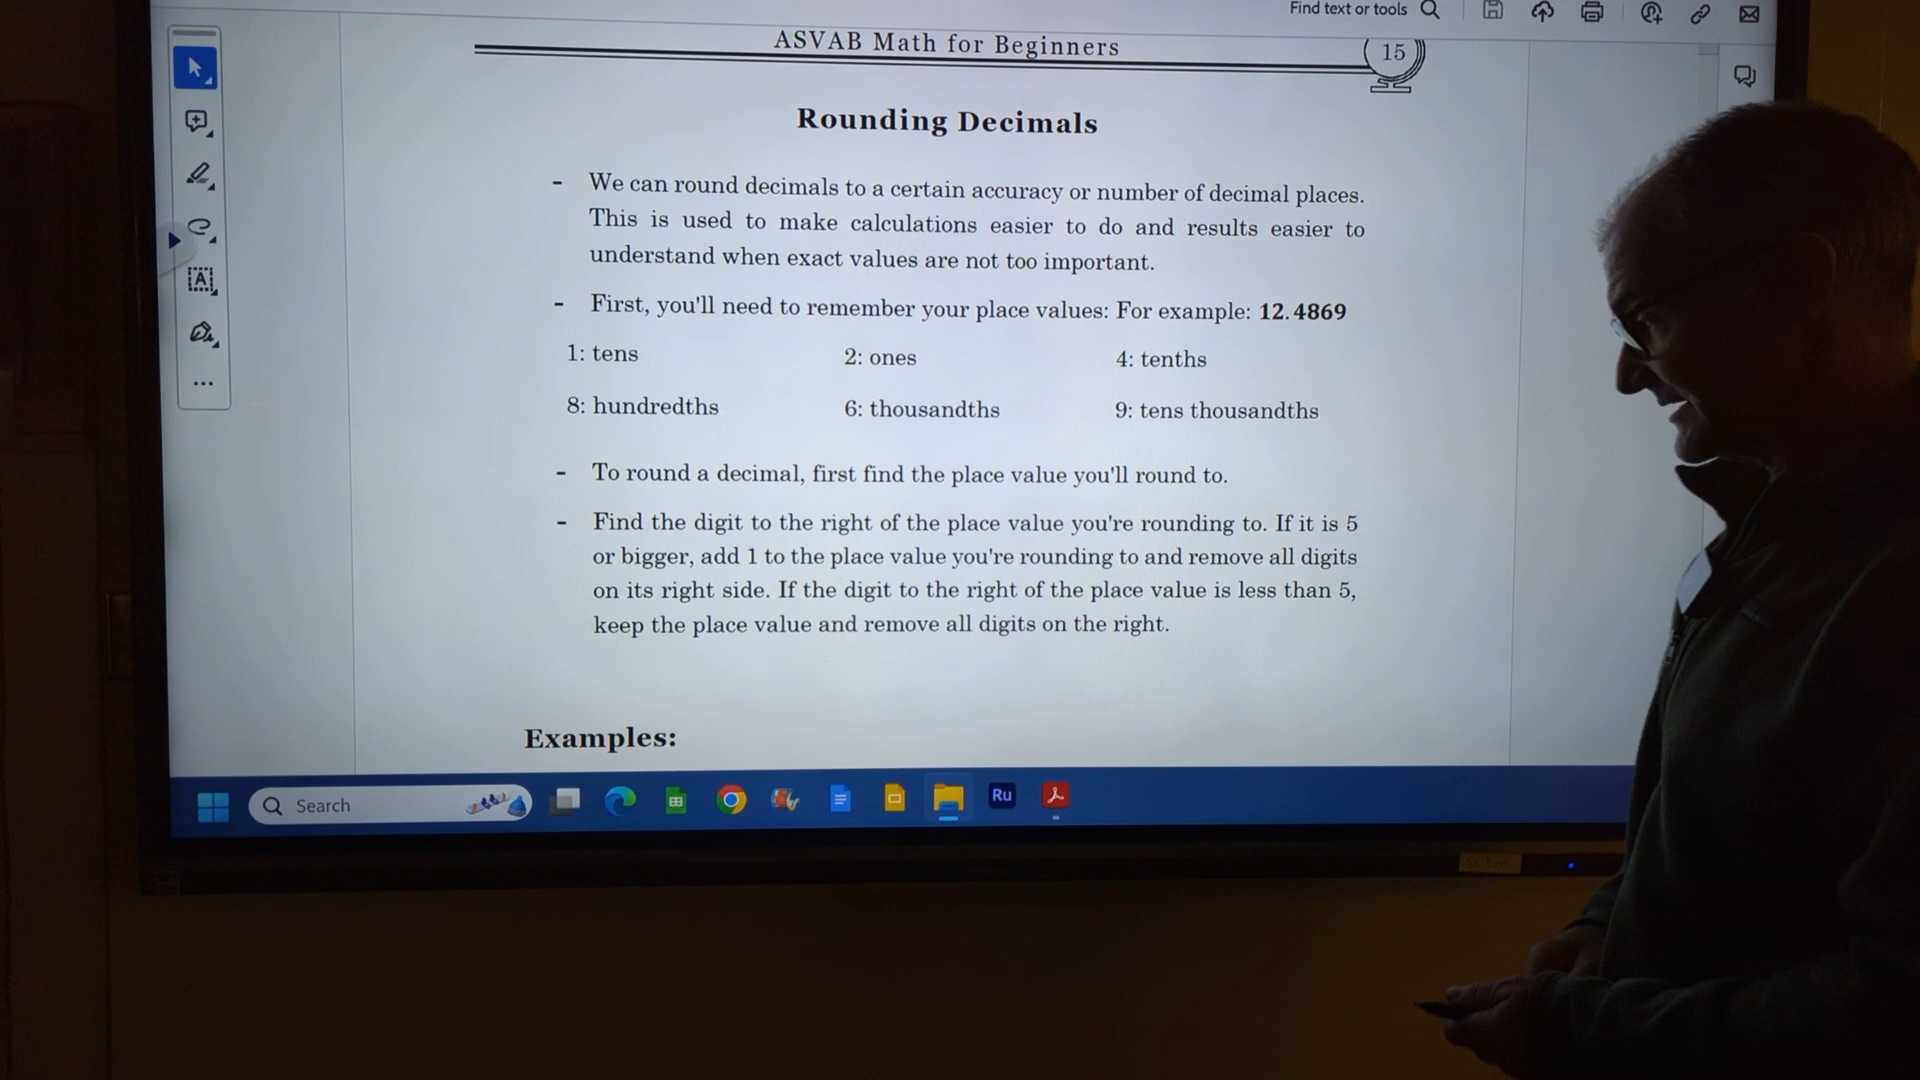 Find text or tools
ASVAB Math for Beginners
15
Rounding Decimals
- We can round decimals to a certain accuracy or number of decimal places.
This is used to make calculations easier to do and results easier to
understand when exact values are not too important.
- First, you'll need to remember your place values: For example: 12.4869
1: tens 2: ones 4: tenths
8: hundredths 6: thousandths 9: tens thousandths
- To round a decimal, first find the place value you'll round to.
- Find the digit to the right of the place value you're rounding to. If it is 5
or bigger, add 1 to the place value you're rounding to and remove all digits
on its right side. If the digit to the right of the place value is less than 5,
keep the place value and remove all digits on the right.
Examples:
Search
Ru